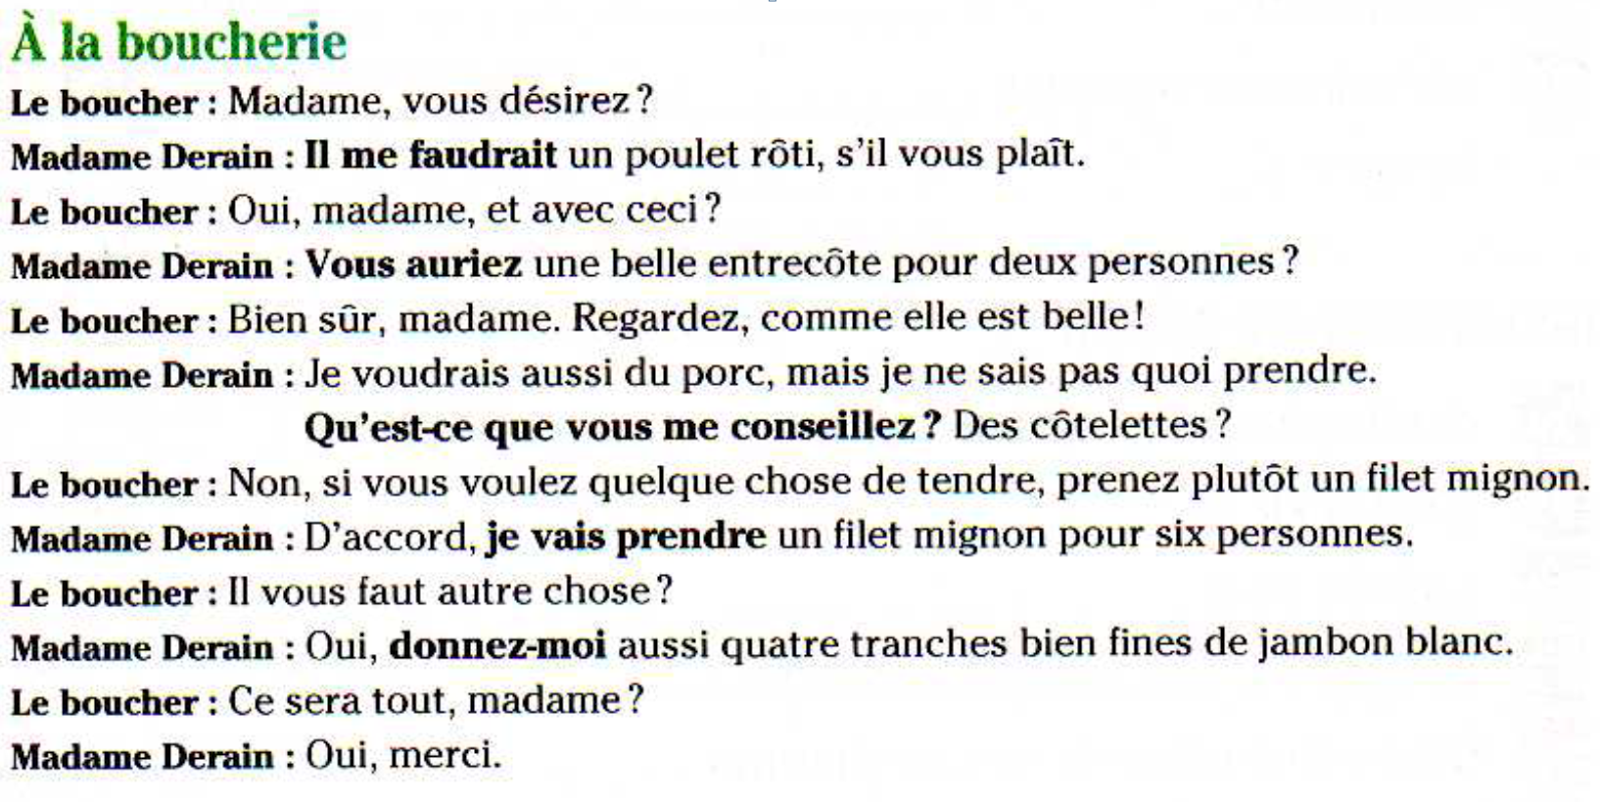 À la boucherie
Le boucher : Madame, vous désirez ?
Madame Derain : Il me faudrait un poulet rôti, s'il vous plaît.
Le boucher : Oui, madame, et avec ceci ?
Madame Derain : Vous auriez une belle entrecôte pour deux personnes ?
Le boucher : Bien sûr, madame. Regardez, comme elle est belle !
Madame Derain : Je voudrais aussi du porc, mais je ne sais pas quoi prendre.
Qu'est-ce que vous me conseillez ? Des côtelettes ?
Le boucher : Non, si vous voulez quelque chose de tendre, prenez plutôt un filet mignon.
Madame Derain : D'accord, je vais prendre un filet mignon pour six personnes.
Le boucher : Il vous faut autre chose ?
Madame Derain : Oui, donnez-moi aussi quatre tranches bien fines de jambon blanc.
Le boucher : Ce sera tout, madame ?
Madame Derain : Oui, merci.